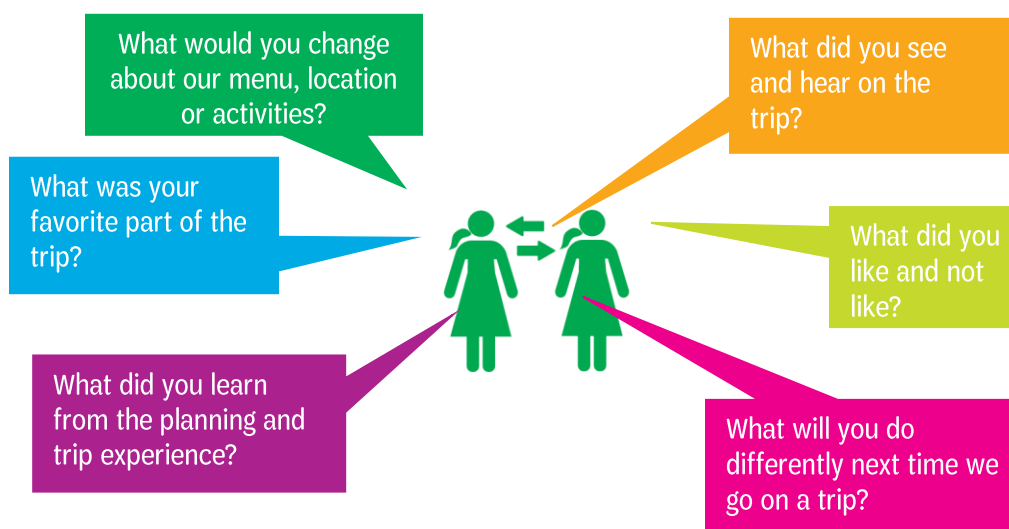 What would you change
about our menu, location
or activities?
What did you see
and hear on the
trip?
What was your
favorite part of the
trip?
What did you
like and not
like?
What did you learn
from the planning and
trip experience?
What will you do
differently next time we
go on a trip?